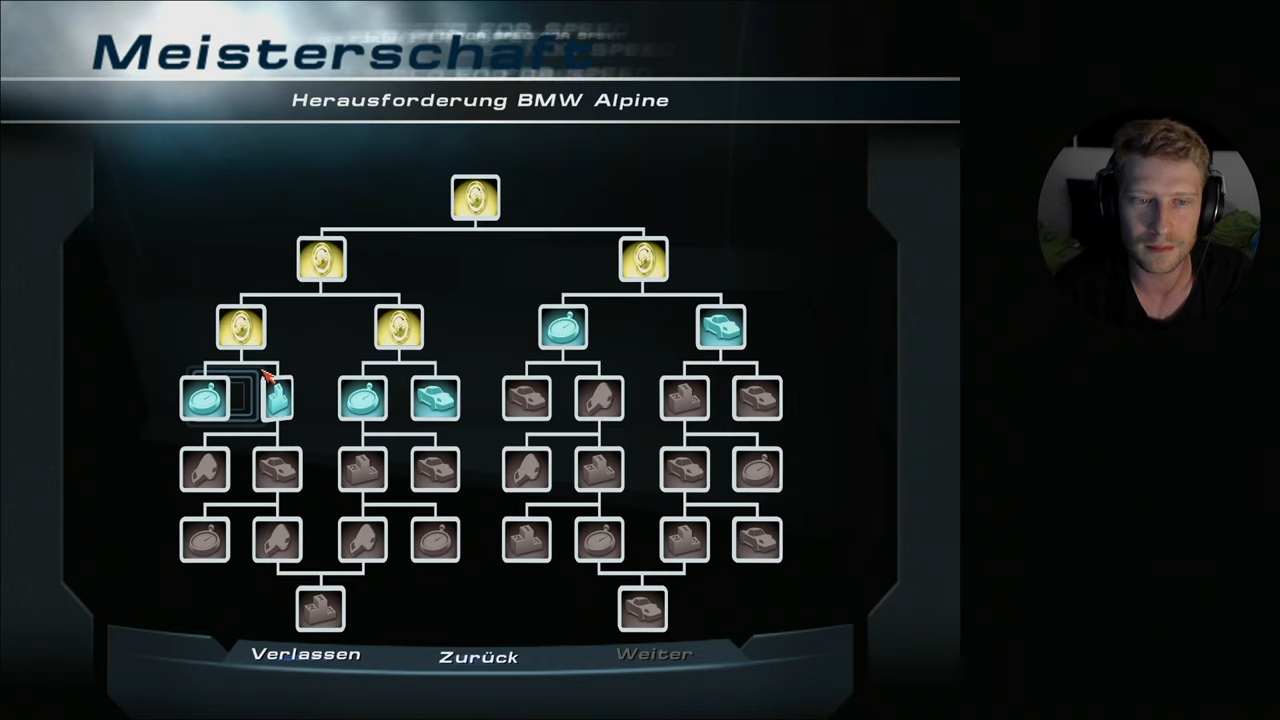 Meisterschaft
Herausforderung BMW Alpine
Verlassen
Zurück
Weiter